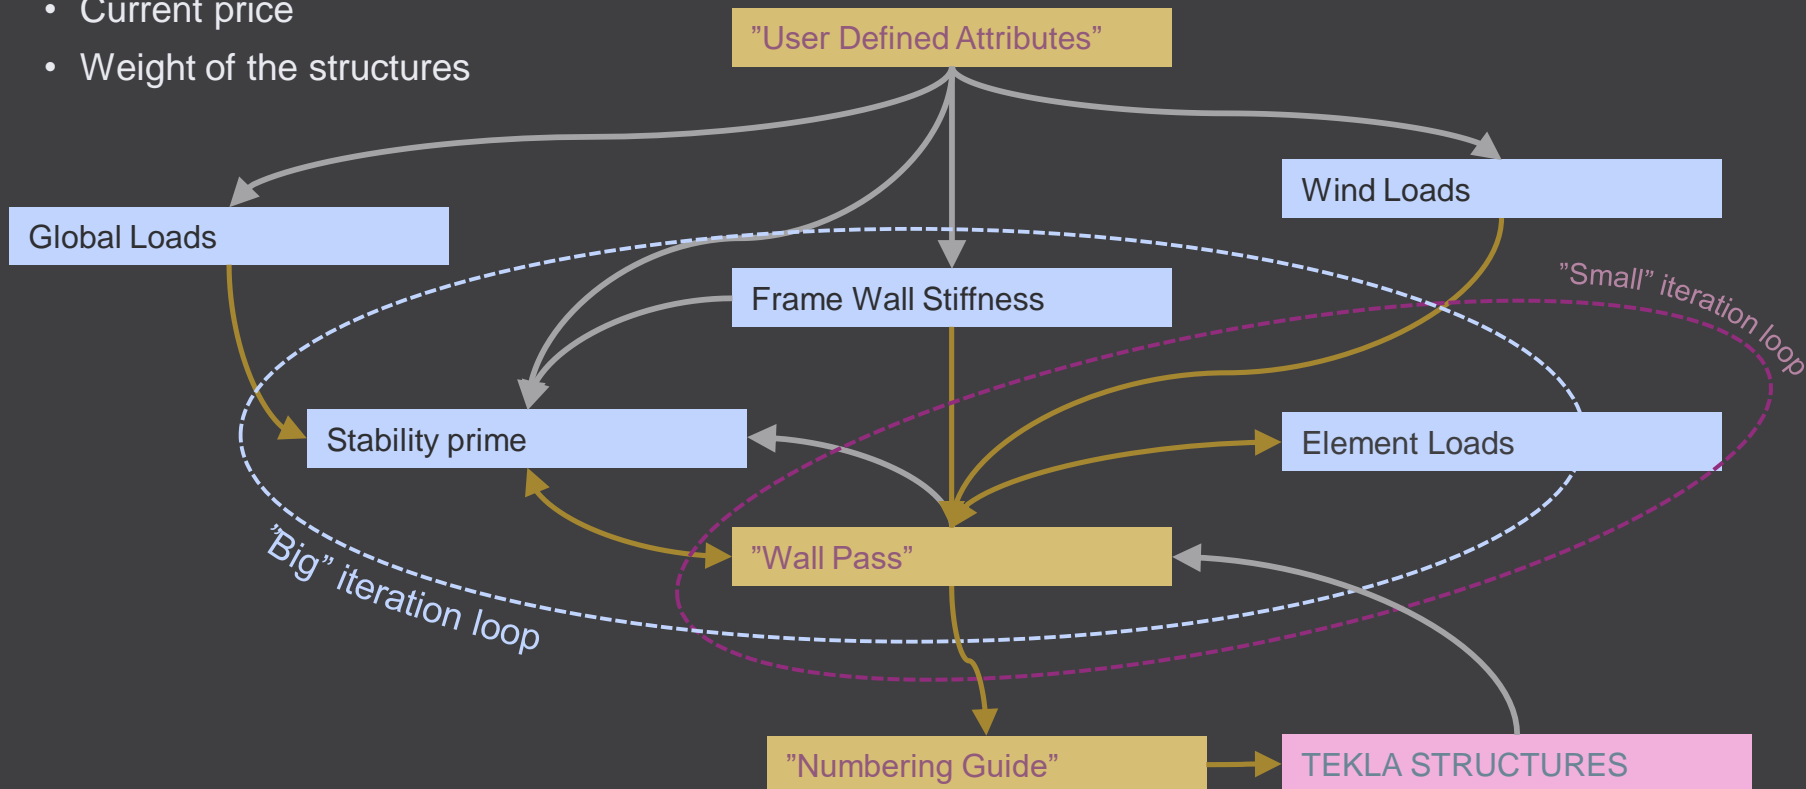 • Current price
• Weight of the structures
”User Defined Attributes”
Wind Loads
Global Loads
Frame Wall Stiffness
”Small” iteration loop
Stability prime
Element Loads
”Wall Pass”
”Big” iteration loop
”Numbering Guide”
TEKLA STRUCTURES